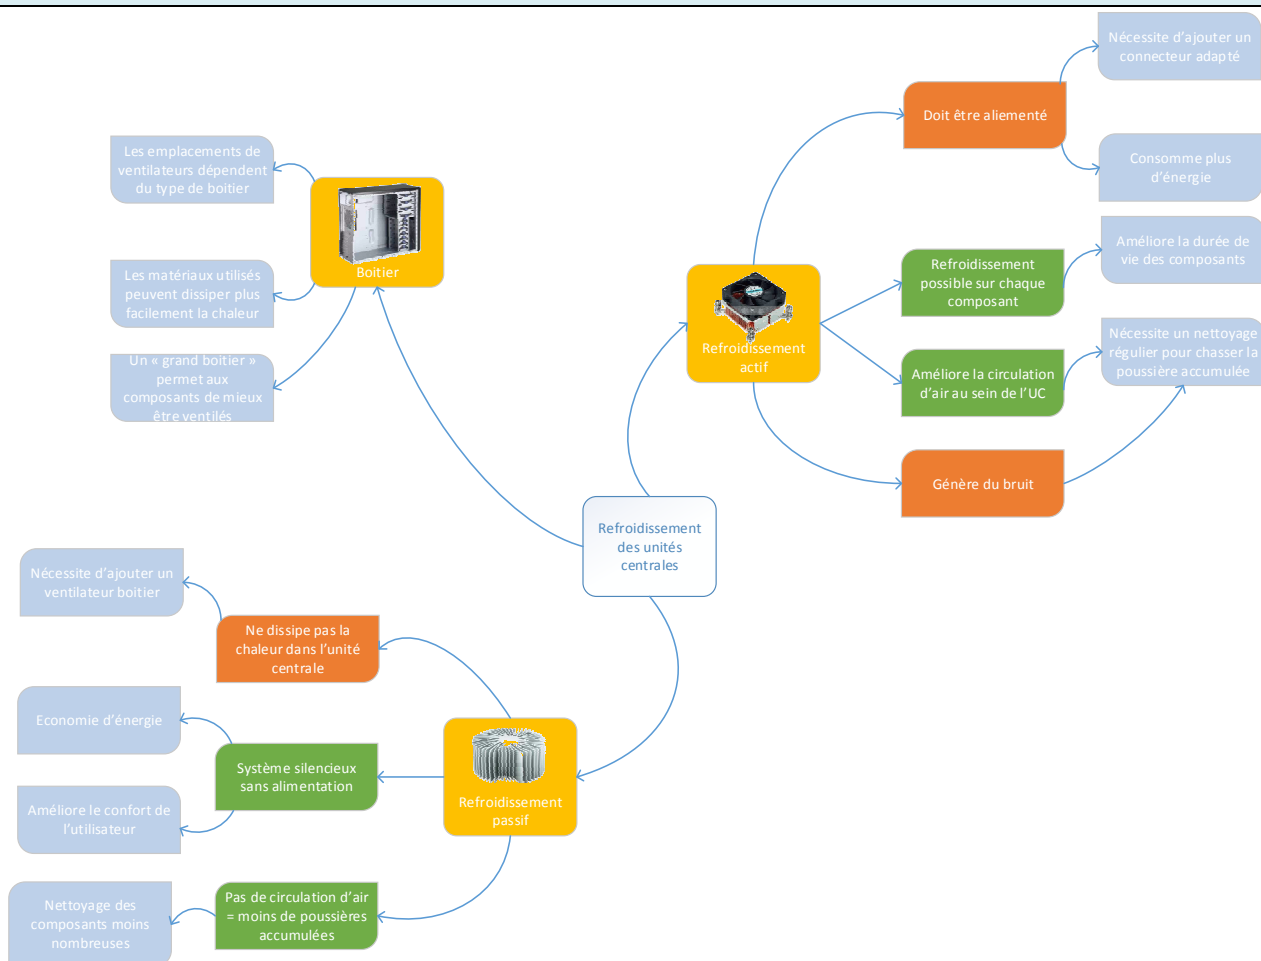 Nécessite d'ajouter un
connecteur adapté
Doit être aliementé
Consomme plus
d'énergie
Les emplacements de
ventilateurs dépendent
du type de boitier
Boitier
Les matériaux utilisés
peuvent dissiper plus
facilement la chaleur
Un « grand boitier »
permet aux
composants de mieux
être ventilés
Améliore la durée de
vie des composants
Refroidissement
possible sur chaque
composant
Refroidissement
actif
Nécessite un nettoyage
régulier pour chasser la
poussière accumulée
Améliore la circulation
d'air au sein de l'UC
Génère du bruit
Refroidissement
des unités
centrales
Nécessite d'ajouter un
ventilateur boitier
Ne dissipe pas la
chaleur dans l'unité
centrale
Economie d'énergie
Système silencieux
sans alimentation
Refroidissement
passif
Améliore le confort de
l'utilisateur
Pas de circulation d'air
= moins de poussières
accumulées
Nettoyage des
composants moins
nombreuses